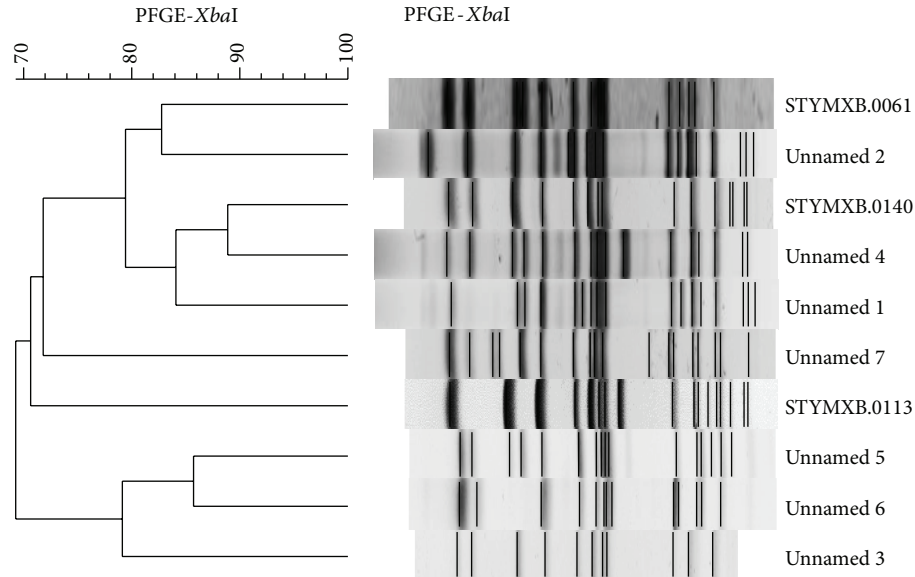 PFGE-XbaI
PFGE-XbaI
70
80
90
100
STYMXB.0061
Unnamed 2
STYMXB.0140
Unnamed 4
Unnamed 1
Unnamed 7
STYMXB.0113
Unnamed 5
Unnamed 6
Unnamed 3